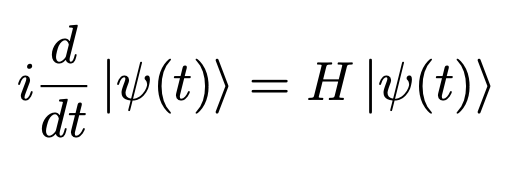 i d/dt |ψ(t)⟩ = H |ψ(t)⟩